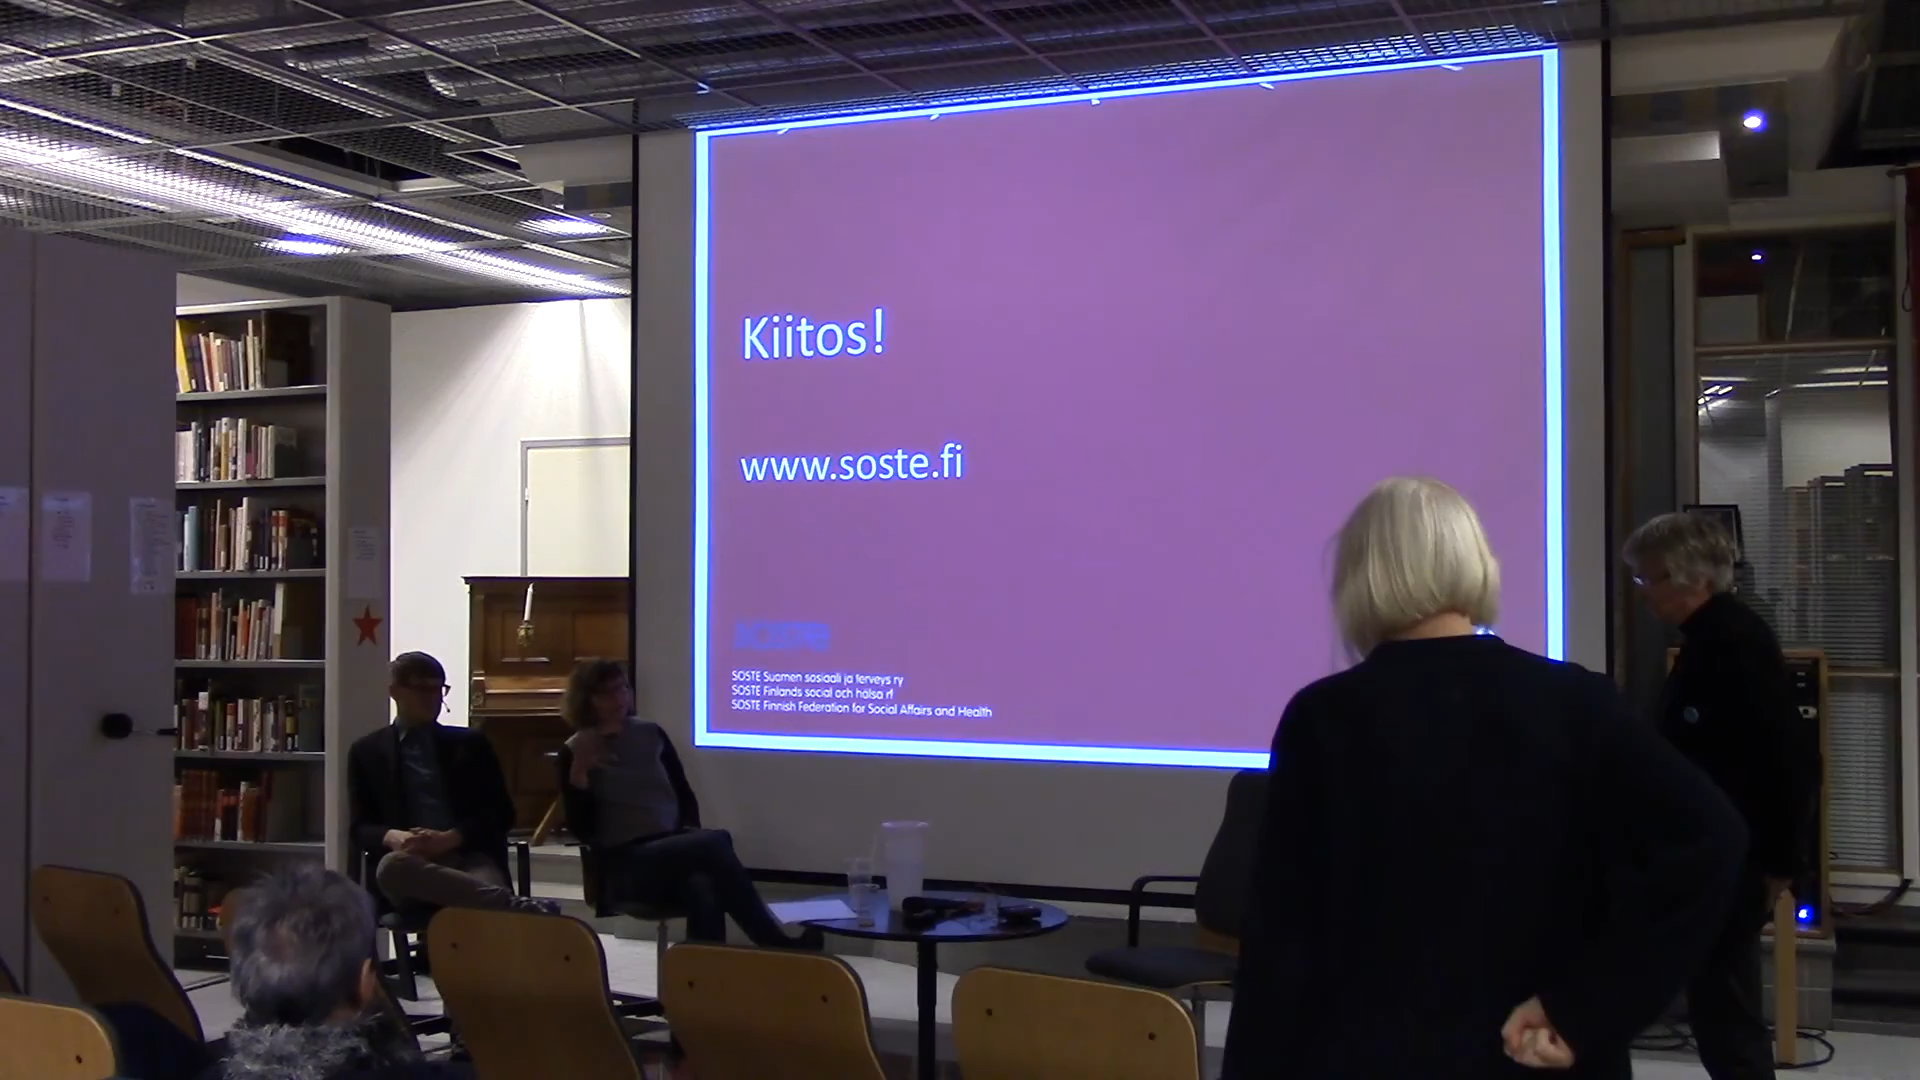 Kiitos!
www.soste.fi
SOSTE
SOSTE Suomen sosiaali ja terveys ry
SOSTE Finlands social och hälsa rf
SOSTE Finnish Federation for Social Affairs and Health